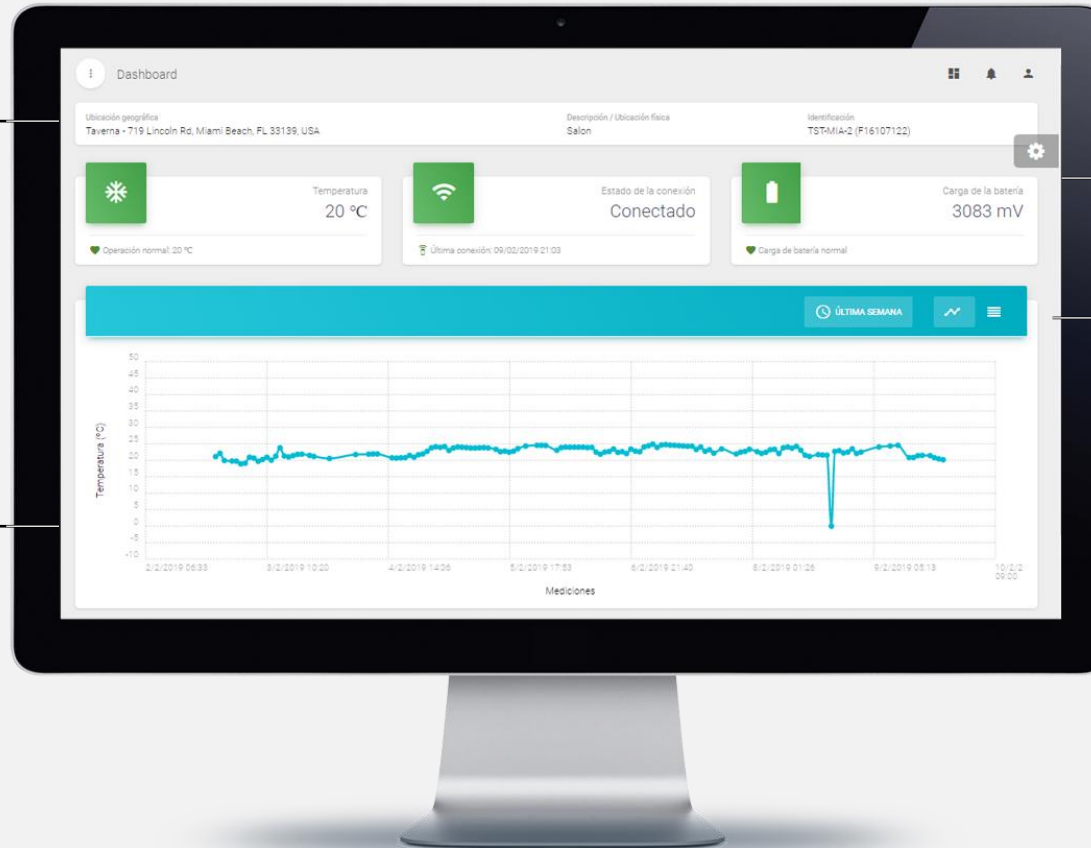 Dashboard
Ubicación geográfica
Taverna - 719 Lincoln Rd, Miami Beach, FL 33139, USA
Descripción / Ubicación física
Salon
Identificación
TST-MIA-2 (F16107122)
Temperatura
20 °C
Operación normal: 20 °C
Estado de la conexión
Conectado
Última conexión: 09/02/2019 21:03
Carga de la batería
3083 mV
Carga de batería normal
ÚLTIMA SEMANA
Temperatura (°C)
50
45
40
35
30
25
20
15
10
5
0
-5
-10
2/2/2019 06:33
3/2/2019 10:20
4/2/2019 14:06
5/2/2019 17:53
6/2/2019 21:40
8/2/2019 01:26
9/2/2019 05:13
10/2/2
09:00
Mediciones